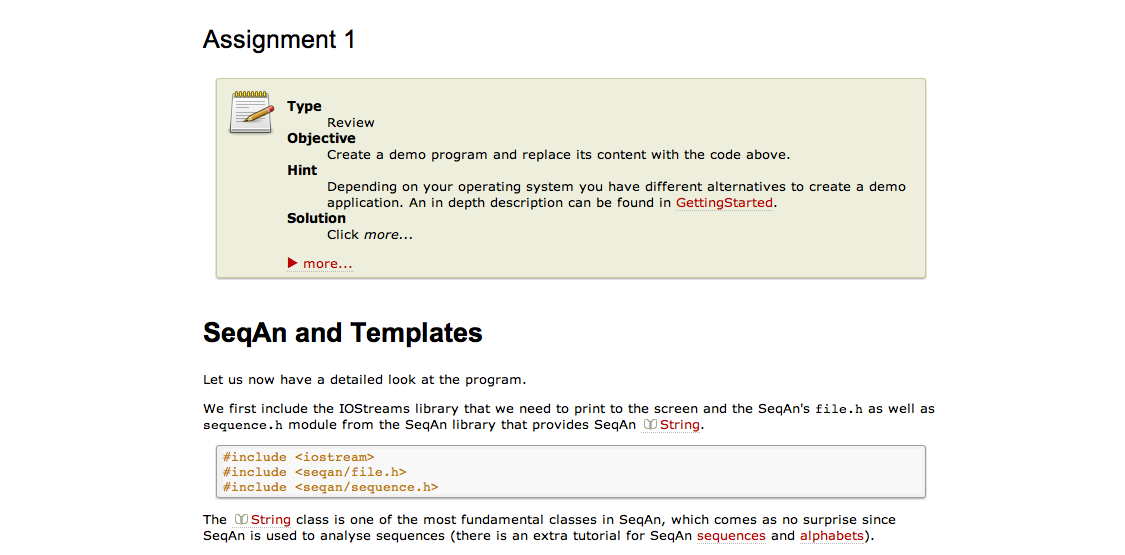 Assignment 1
Type
Review
Objective
Create a demo program and replace its content with the code above.
Hint
Depending on your operating system you have different alternatives to create a demo
application. An in depth description can be found in GettingStarted.
Solution
Click more...
▶ more...
SeqAn and Templates
Let us now have a detailed look at the program.
We first include the IOStreams library that we need to print to the screen and the SeqAn's file.h as well as
sequence.h module from the SeqAn library that provides SeqAn String.
#include <iostream>
#include <seqan/file.h>
#include <seqan/sequence.h>
The String class is one of the most fundamental classes in SeqAn, which comes as no surprise since
SeqAn is used to analyse sequences (there is an extra tutorial for SeqAn sequences and alphabets).